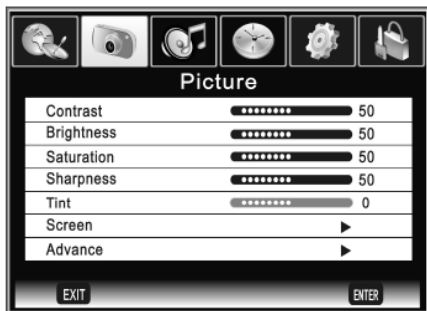 Picture
Contrast 50
Brightness 50
Saturation 50
Sharpness 50
Tint 0
Screen
Advance
EXIT ENTER